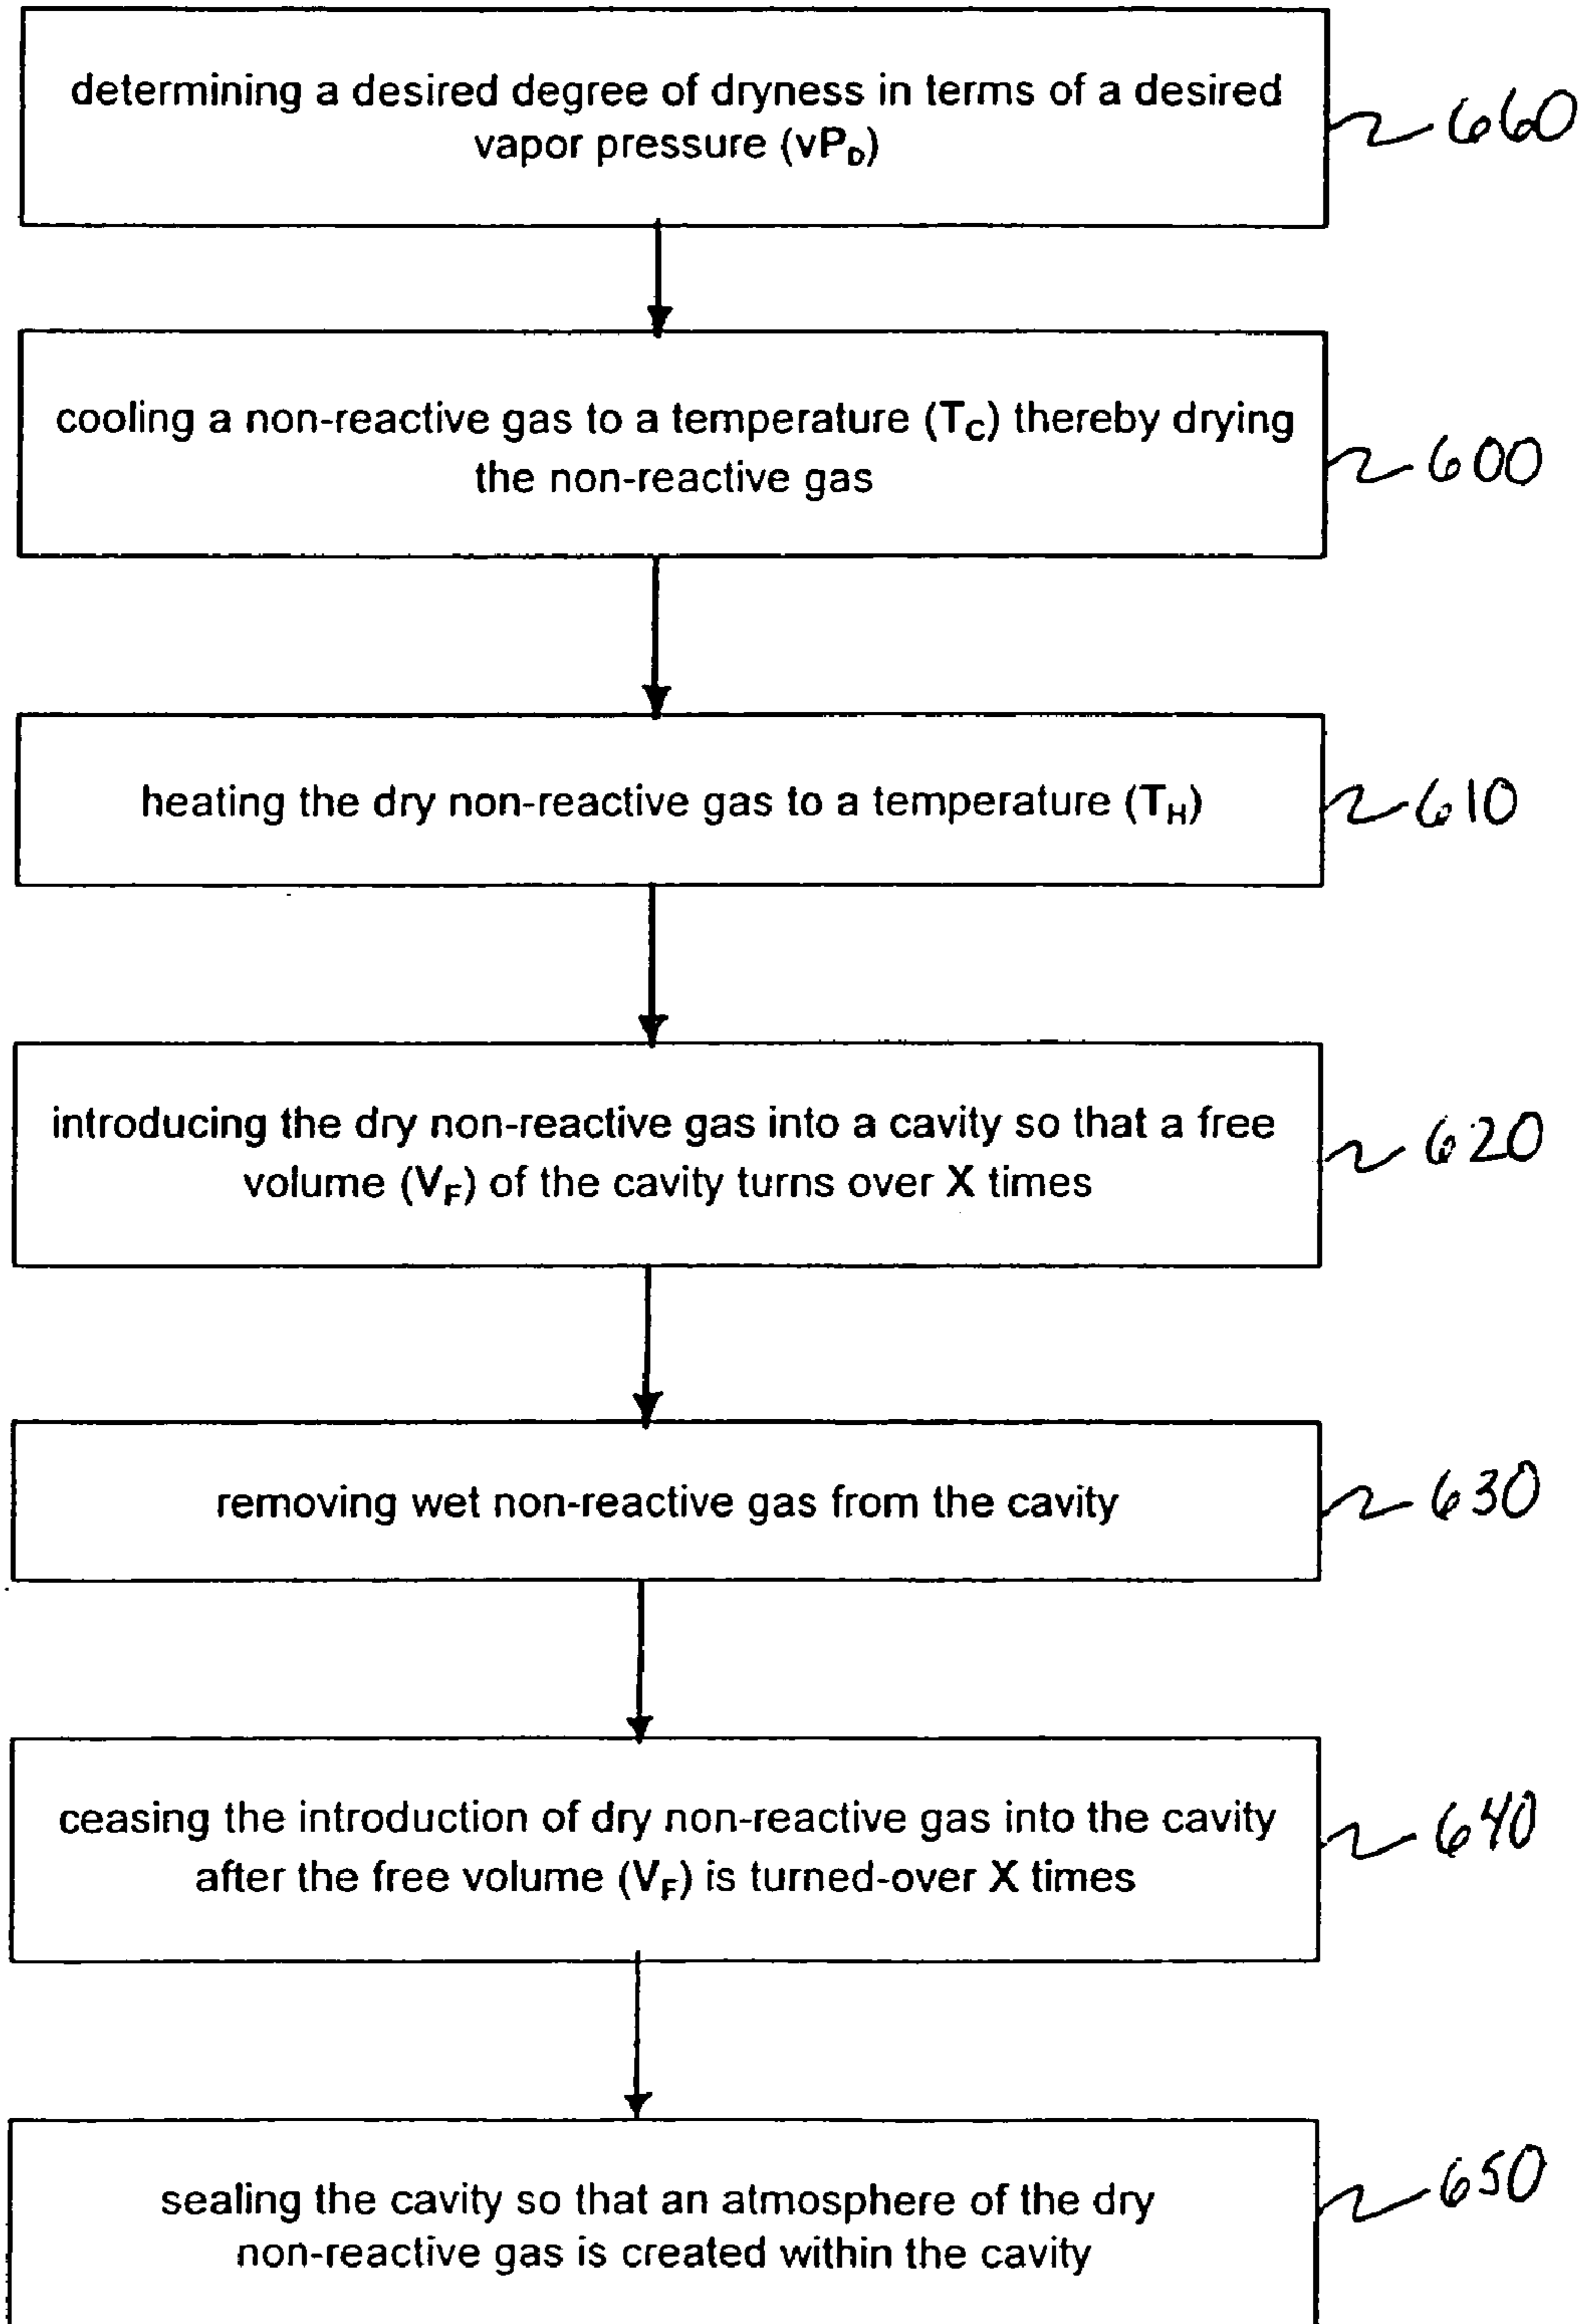 determining a desired degree of dryness in terms of a desired
vapor pressure (vP_D)
660
cooling a non-reactive gas to a temperature (T_C) thereby drying
the non-reactive gas
600
heating the dry non-reactive gas to a temperature (T_H)
610
introducing the dry non-reactive gas into a cavity so that a free
volume (V_F) of the cavity turns over X times
620
removing wet non-reactive gas from the cavity
630
ceasing the introduction of dry non-reactive gas into the cavity
after the free volume (V_F) is turned-over X times
640
sealing the cavity so that an atmosphere of the dry
non-reactive gas is created within the cavity
650